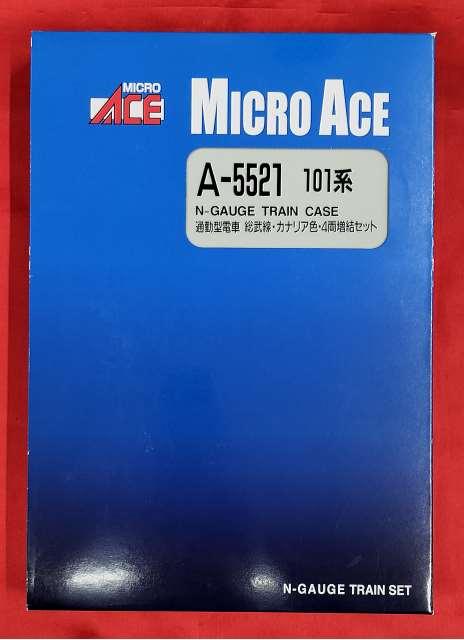 MICRO
ACE
MICRO ACE
A-5521 101系
N-GAUGE TRAIN CASE
通勤型電車 総武線・カナリア色・4両増結セット
N-GAUGE TRAIN SET